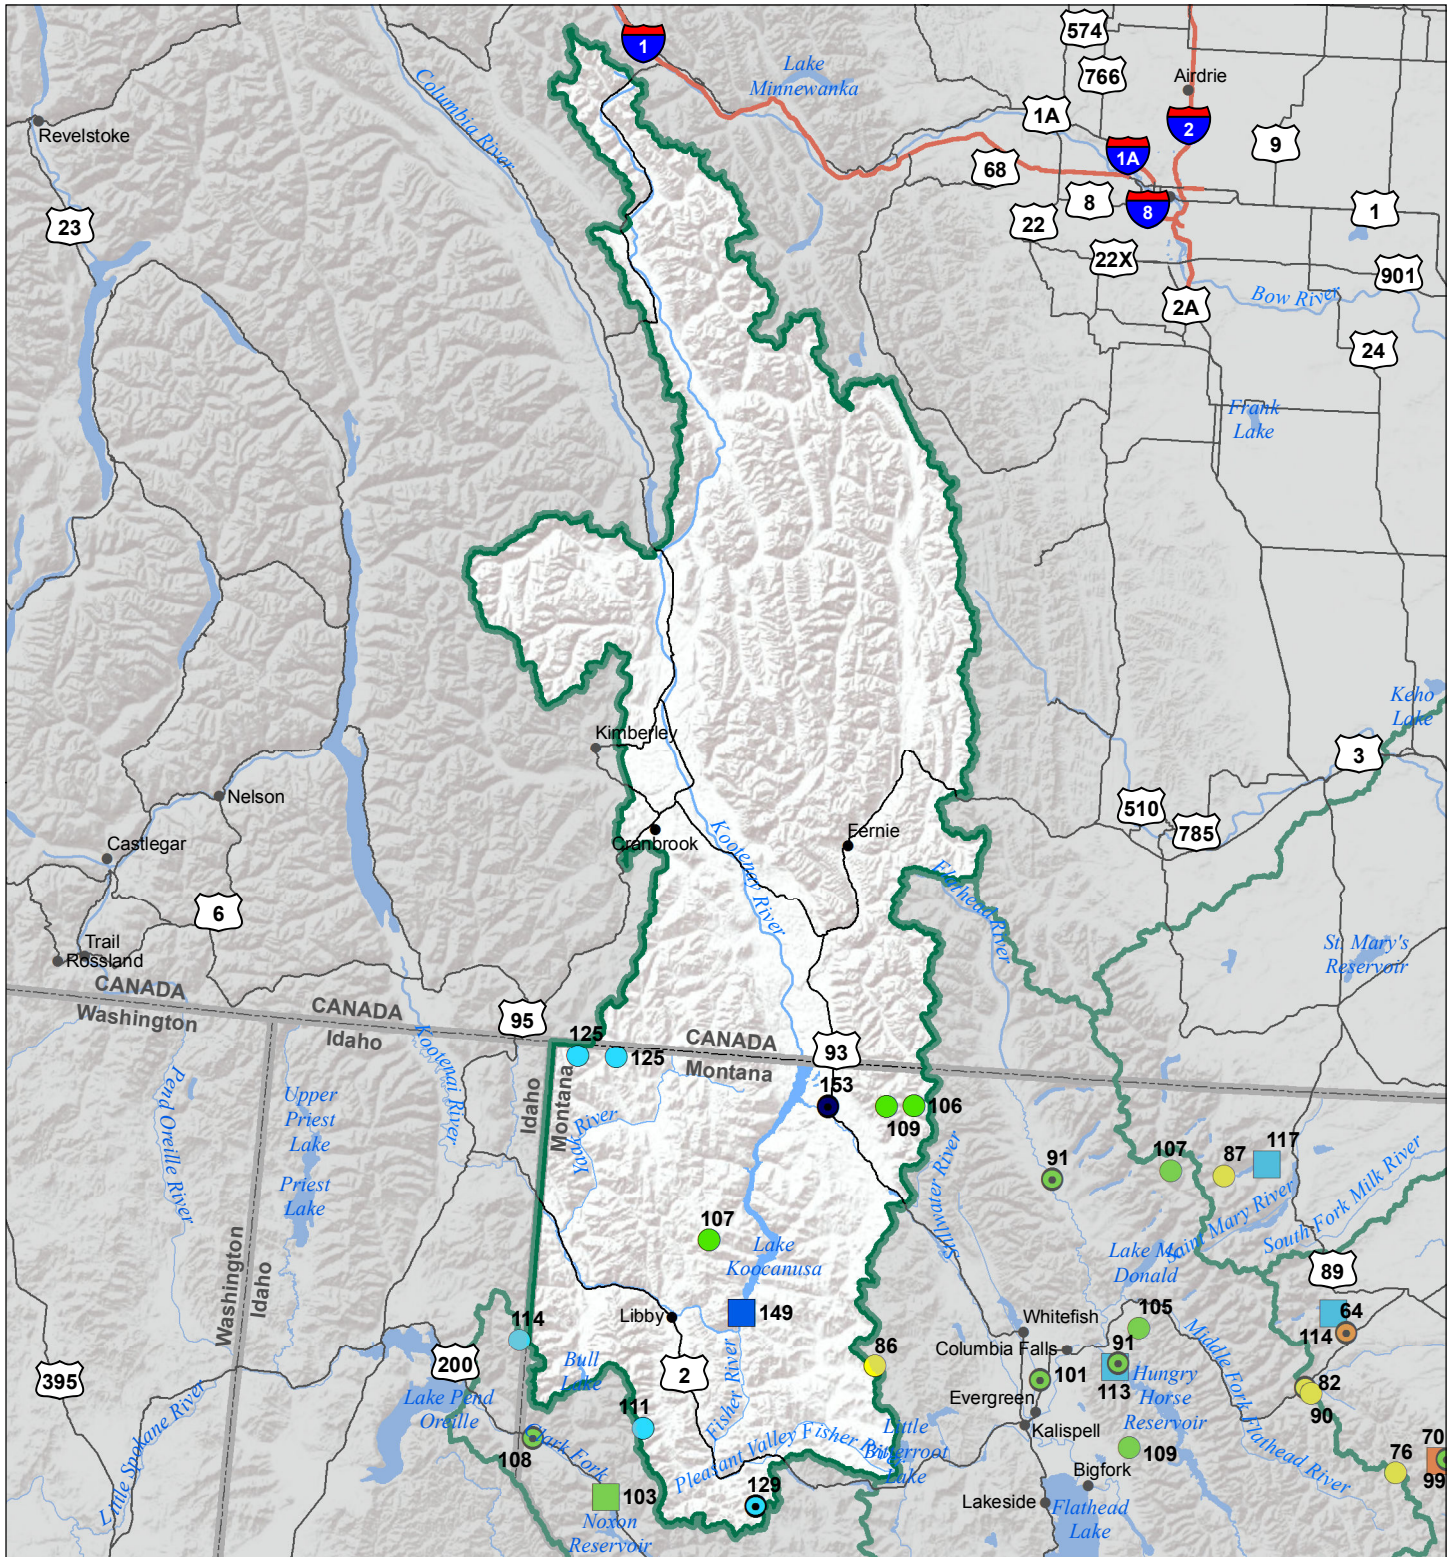 1
574
766
Airdrie
Lake
Minnewanka
Columbia River
1A
2
9
Revelstoke
1A
68
8
8
1
22
23
22X
901
Bow River
2A
24
Frank
Lake
Keho
Lake
3
Kimberley
Nelson
510
785
Castlegar
Cranbrook
Fernie
Kootenay River
Flathead River
6
Trail
Rossland
St. Mary's
Reservoir
CANADA
Washington
CANADA
Idaho
95
Kootenai River
125
125
CANADA
Montana
93
153
Idaho
Montana
Pend Oreille River
Upper
Priest
Lake
Priest
Lake
Yaak River
106
109
Stillwater River
91
107
87
117
Saint Mary River
South Fork Milk River
107
Lake
Koocanusa
Lake Mc
Donald
89
Washington
Idaho
114
149
Libby
Whitefish
105
64
114
Columbia Falls
91
Middle Fork Flathead River
200
395
Bull
Lake
2
Fisher River
86
101
113
Hungry
Horse
Reservoir
82
90
Lake Pend
Oreille
Evergreen
Kalispell
111
Little Spokane River
108
Clark Fork
Pleasant Valley Fisher River
Little
Bitterroot
Lake
109
70
76
99
Bigfork
103
Noxon
Reservoir
129
Lakeside
Flathead
Lake